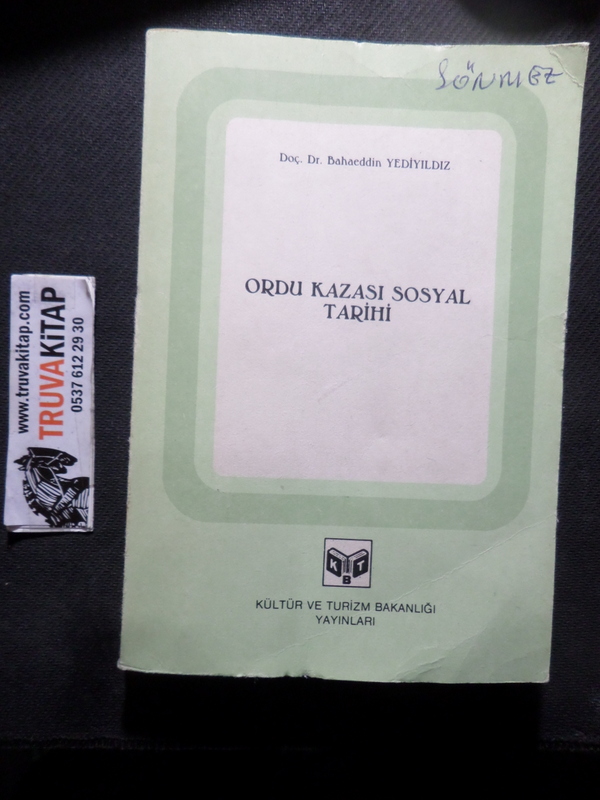 SÖNMEZ
Doç. Dr. Bahaeddin YEDİYILDIZ
ORDU KAZASI SOSYAL
TARİHİ
K B T
KÜLTÜR VE TURİZM BAKANLIĞI
YAYINLARI
www.truvakitap.com
TRUVAKİTAP
0537 612 29 30